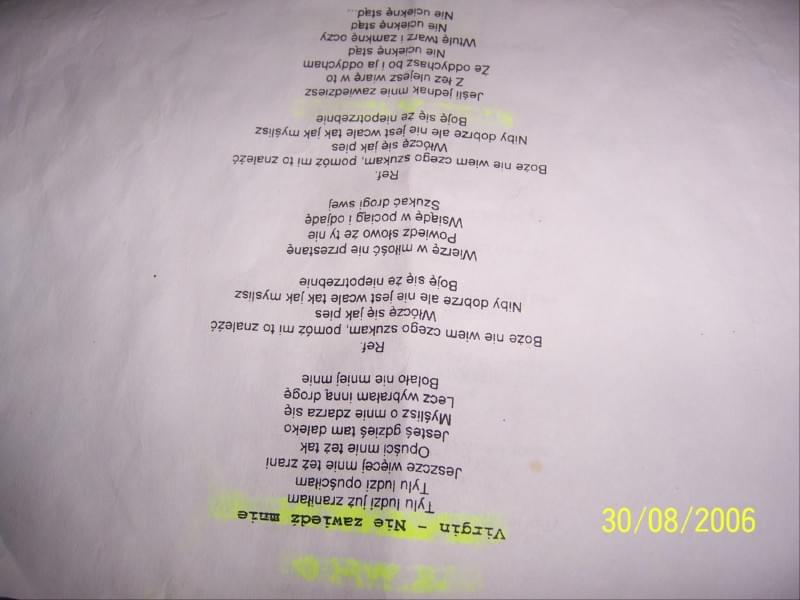 Virgin - Nie zawiedź mnie
Tylu ludzi już zraniłam
Tylu ludzi opuściłam
Jeszcze więcej mnie też zrani
Opuści mnie też tak
Jesteś gdzieś tam daleko
Myślisz o mnie zdarza się
Lecz wybrałam inną drogę
Bolało nie mniej mnie
Ref.
Boże nie wiem czego szukam, pomóż mi to znaleźć
Włóczę się jak pies
Niby dobrze ale nie jest wcale tak jak myslisz
Boję się że niepotrzebnie
Wierzę w miłość nie przestanę
Powiedz słowo że ty nie
Wsiądę w pociąg i odjadę
Szukać drogi swej
Ref.
Boże nie wiem czego szukam, pomóż mi to znaleźć
Włóczę się jak pies
Niby dobrze ale nie jest wcale tak jak myślisz
Boję się że niepotrzebnie
Jeśli jednak mnie zawiedziesz
Z łez ulejesz wiarę w to
Że oddychasz bo i ja oddycham
Nie ucieknę stąd
Wtulę twarz i zamknę oczy
Nie ucieknę stąd
Nie ucieknę stąd...
30/08/2006